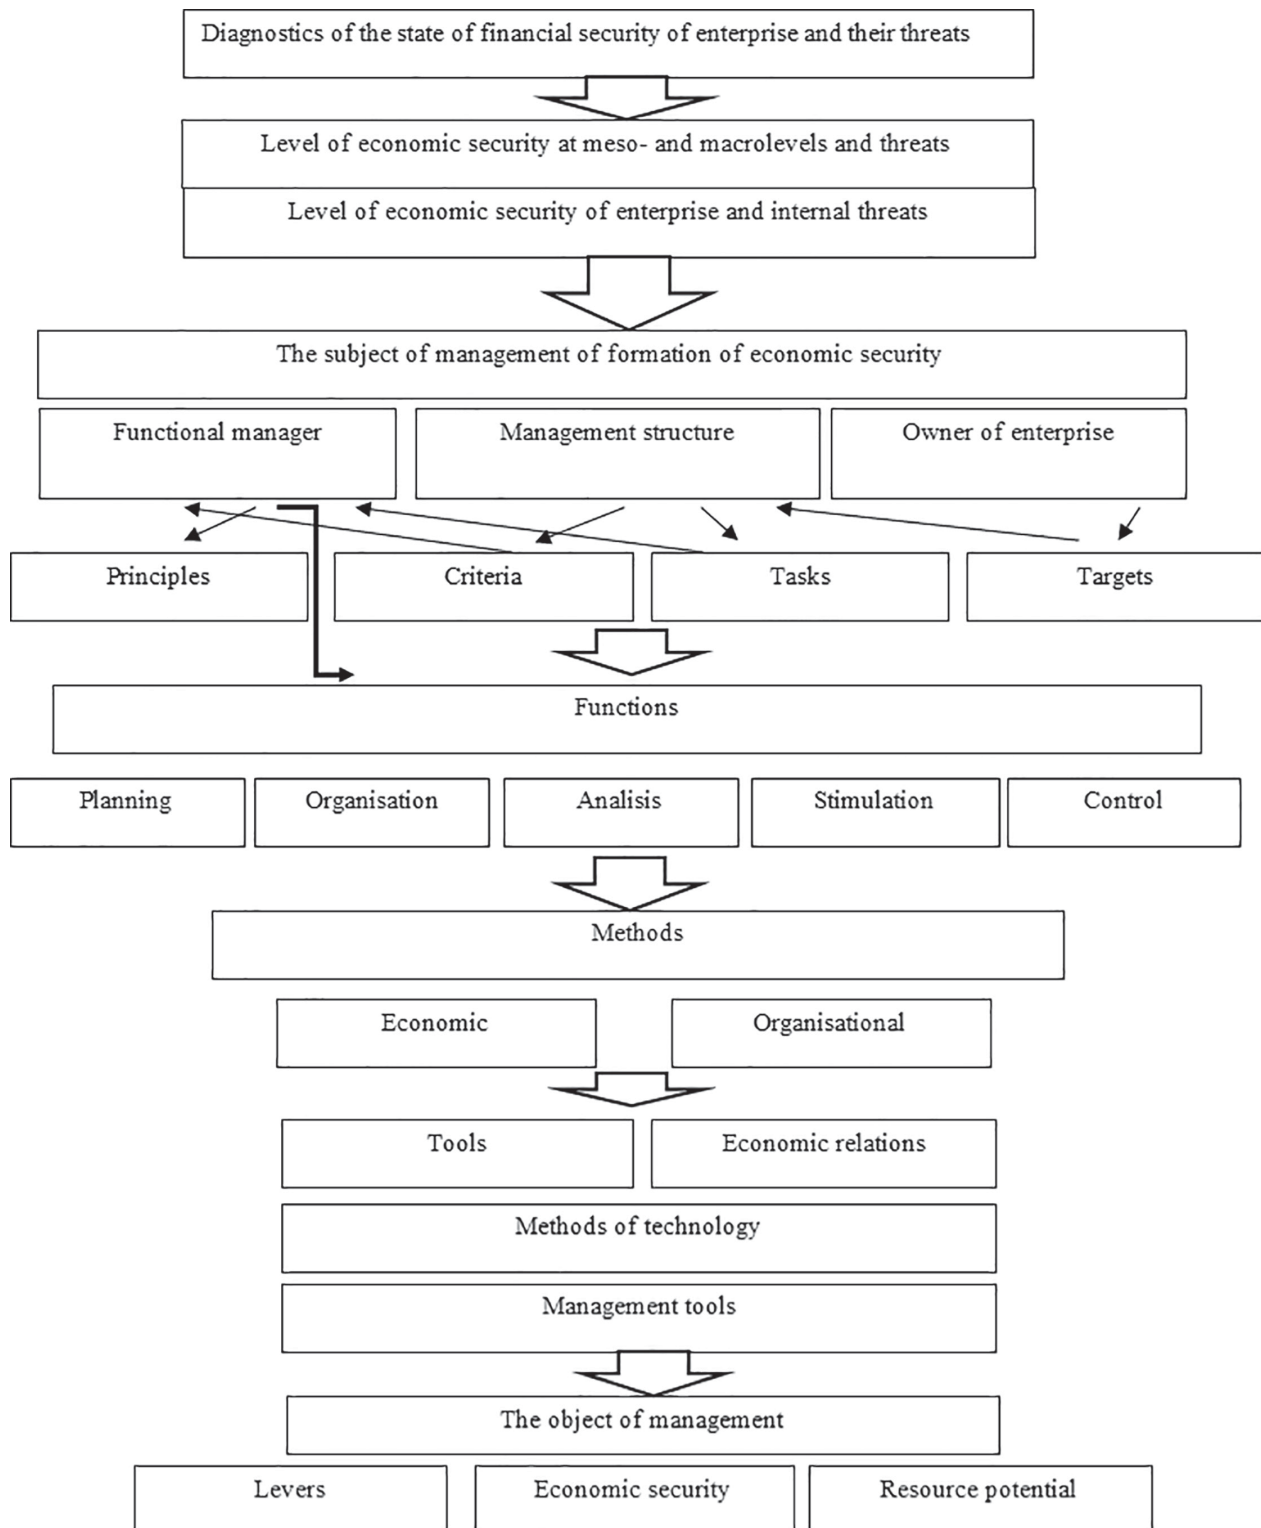 Diagnostics of the state of financial security of enterprise and their threats
Level of economic security at meso- and macrolevels and threats
Level of economic security of enterprise and internal threats
The subject of management of formation of economic security
Functional manager
Management structure
Owner of enterprise
Principles
Criteria
Tasks
Targets
Functions
Planning
Organisation
Analisis
Stimulation
Control
Methods
Economic
Organisational
Tools
Economic relations
Methods of technology
Management tools
The object of management
Levers
Economic security
Resource potential